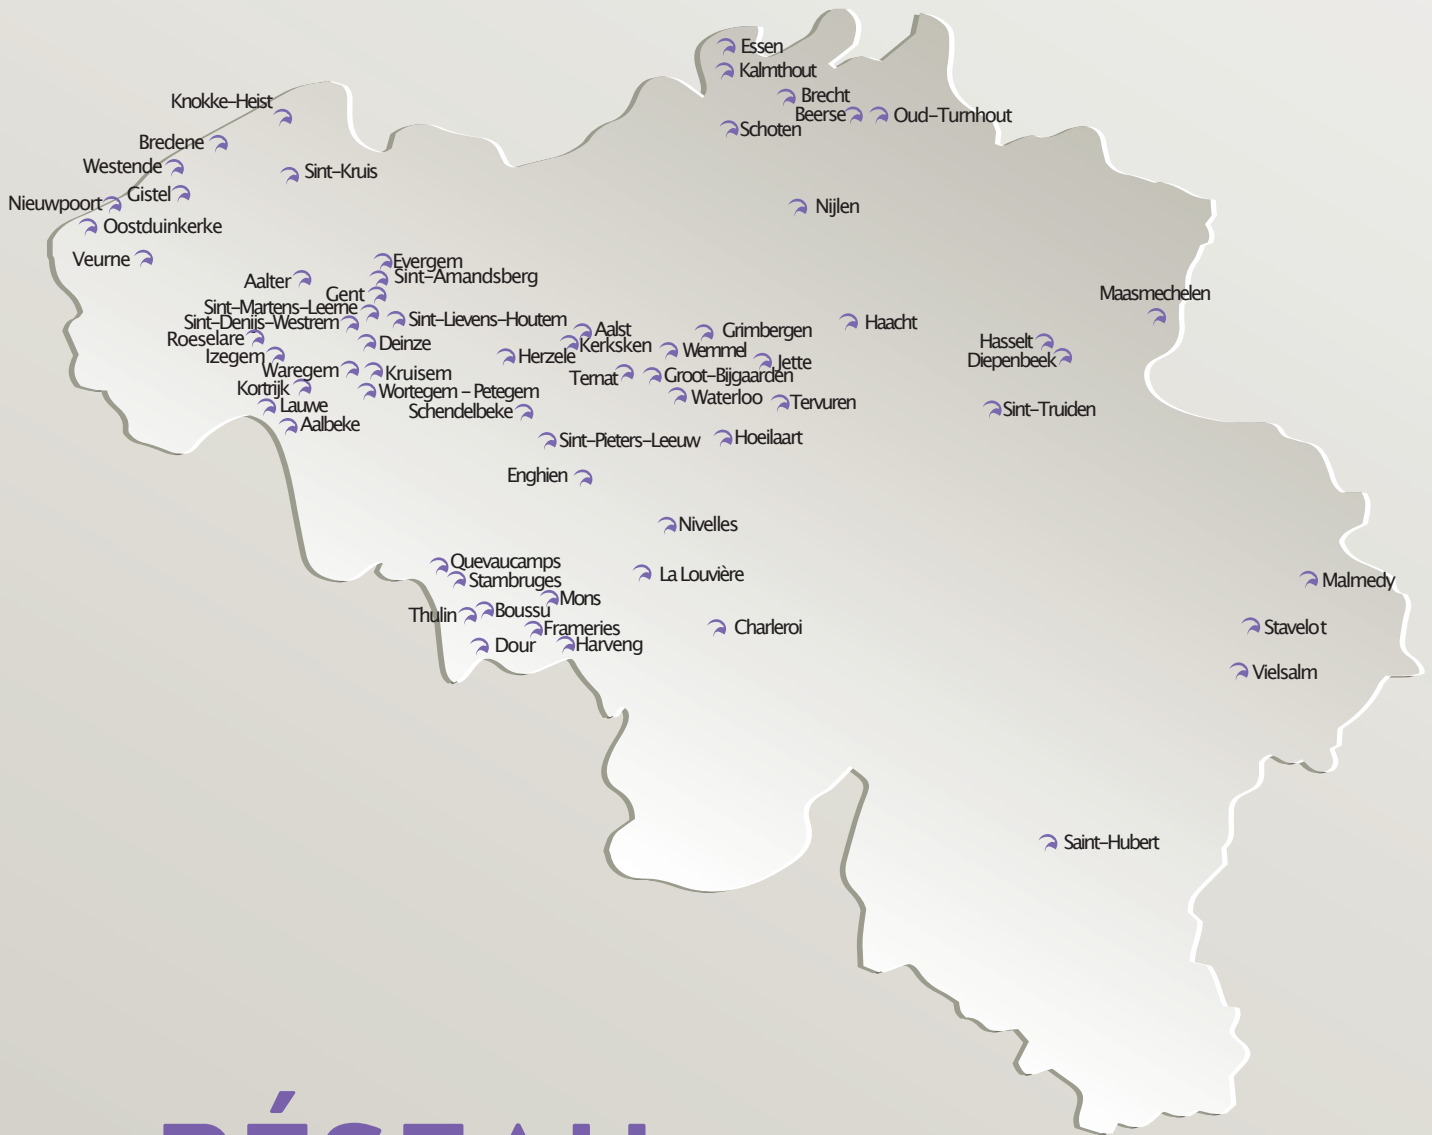 Essen
Kalmthout
Brecht
Knokke-Heist
Beerse
Oud-Turnhout
Schoten
Bredene
Westende
Sint-Kruis
Gistel
Nieuwpoort
Nijlen
Oostduinkerke
Veurne
Evergem
Sint-Amandsberg
Aalter
Gent
Maasmechelen
Sint-Martens-Leerne
Sint-Denijs-Westrem
Sint-Lievens-Houtem
Haacht
Aalst
Grimbergen
Roeselare
Deinze
Kerksken
Hasselt
Wemmel
Izegem
Herzele
Diepenbeek
Jette
Waregem
Kruisem
Ternat
Groot-Bijgaarden
Kortrijk
Wortegem - Petegem
Waterloo
Tervuren
Lauwe
Schendelbeke
Sint-Truiden
Aalbeke
Sint-Pieters-Leeuw
Hoeilaart
Enghien
Nivelles
Quevaucamps
La Louvière
Stambruges
Malmedy
Mons
Boussu
Thulin
Frameries
Charleroi
Stavelot
Dour
Harveng
Vielsalm
Saint-Hubert
RÉSEAU